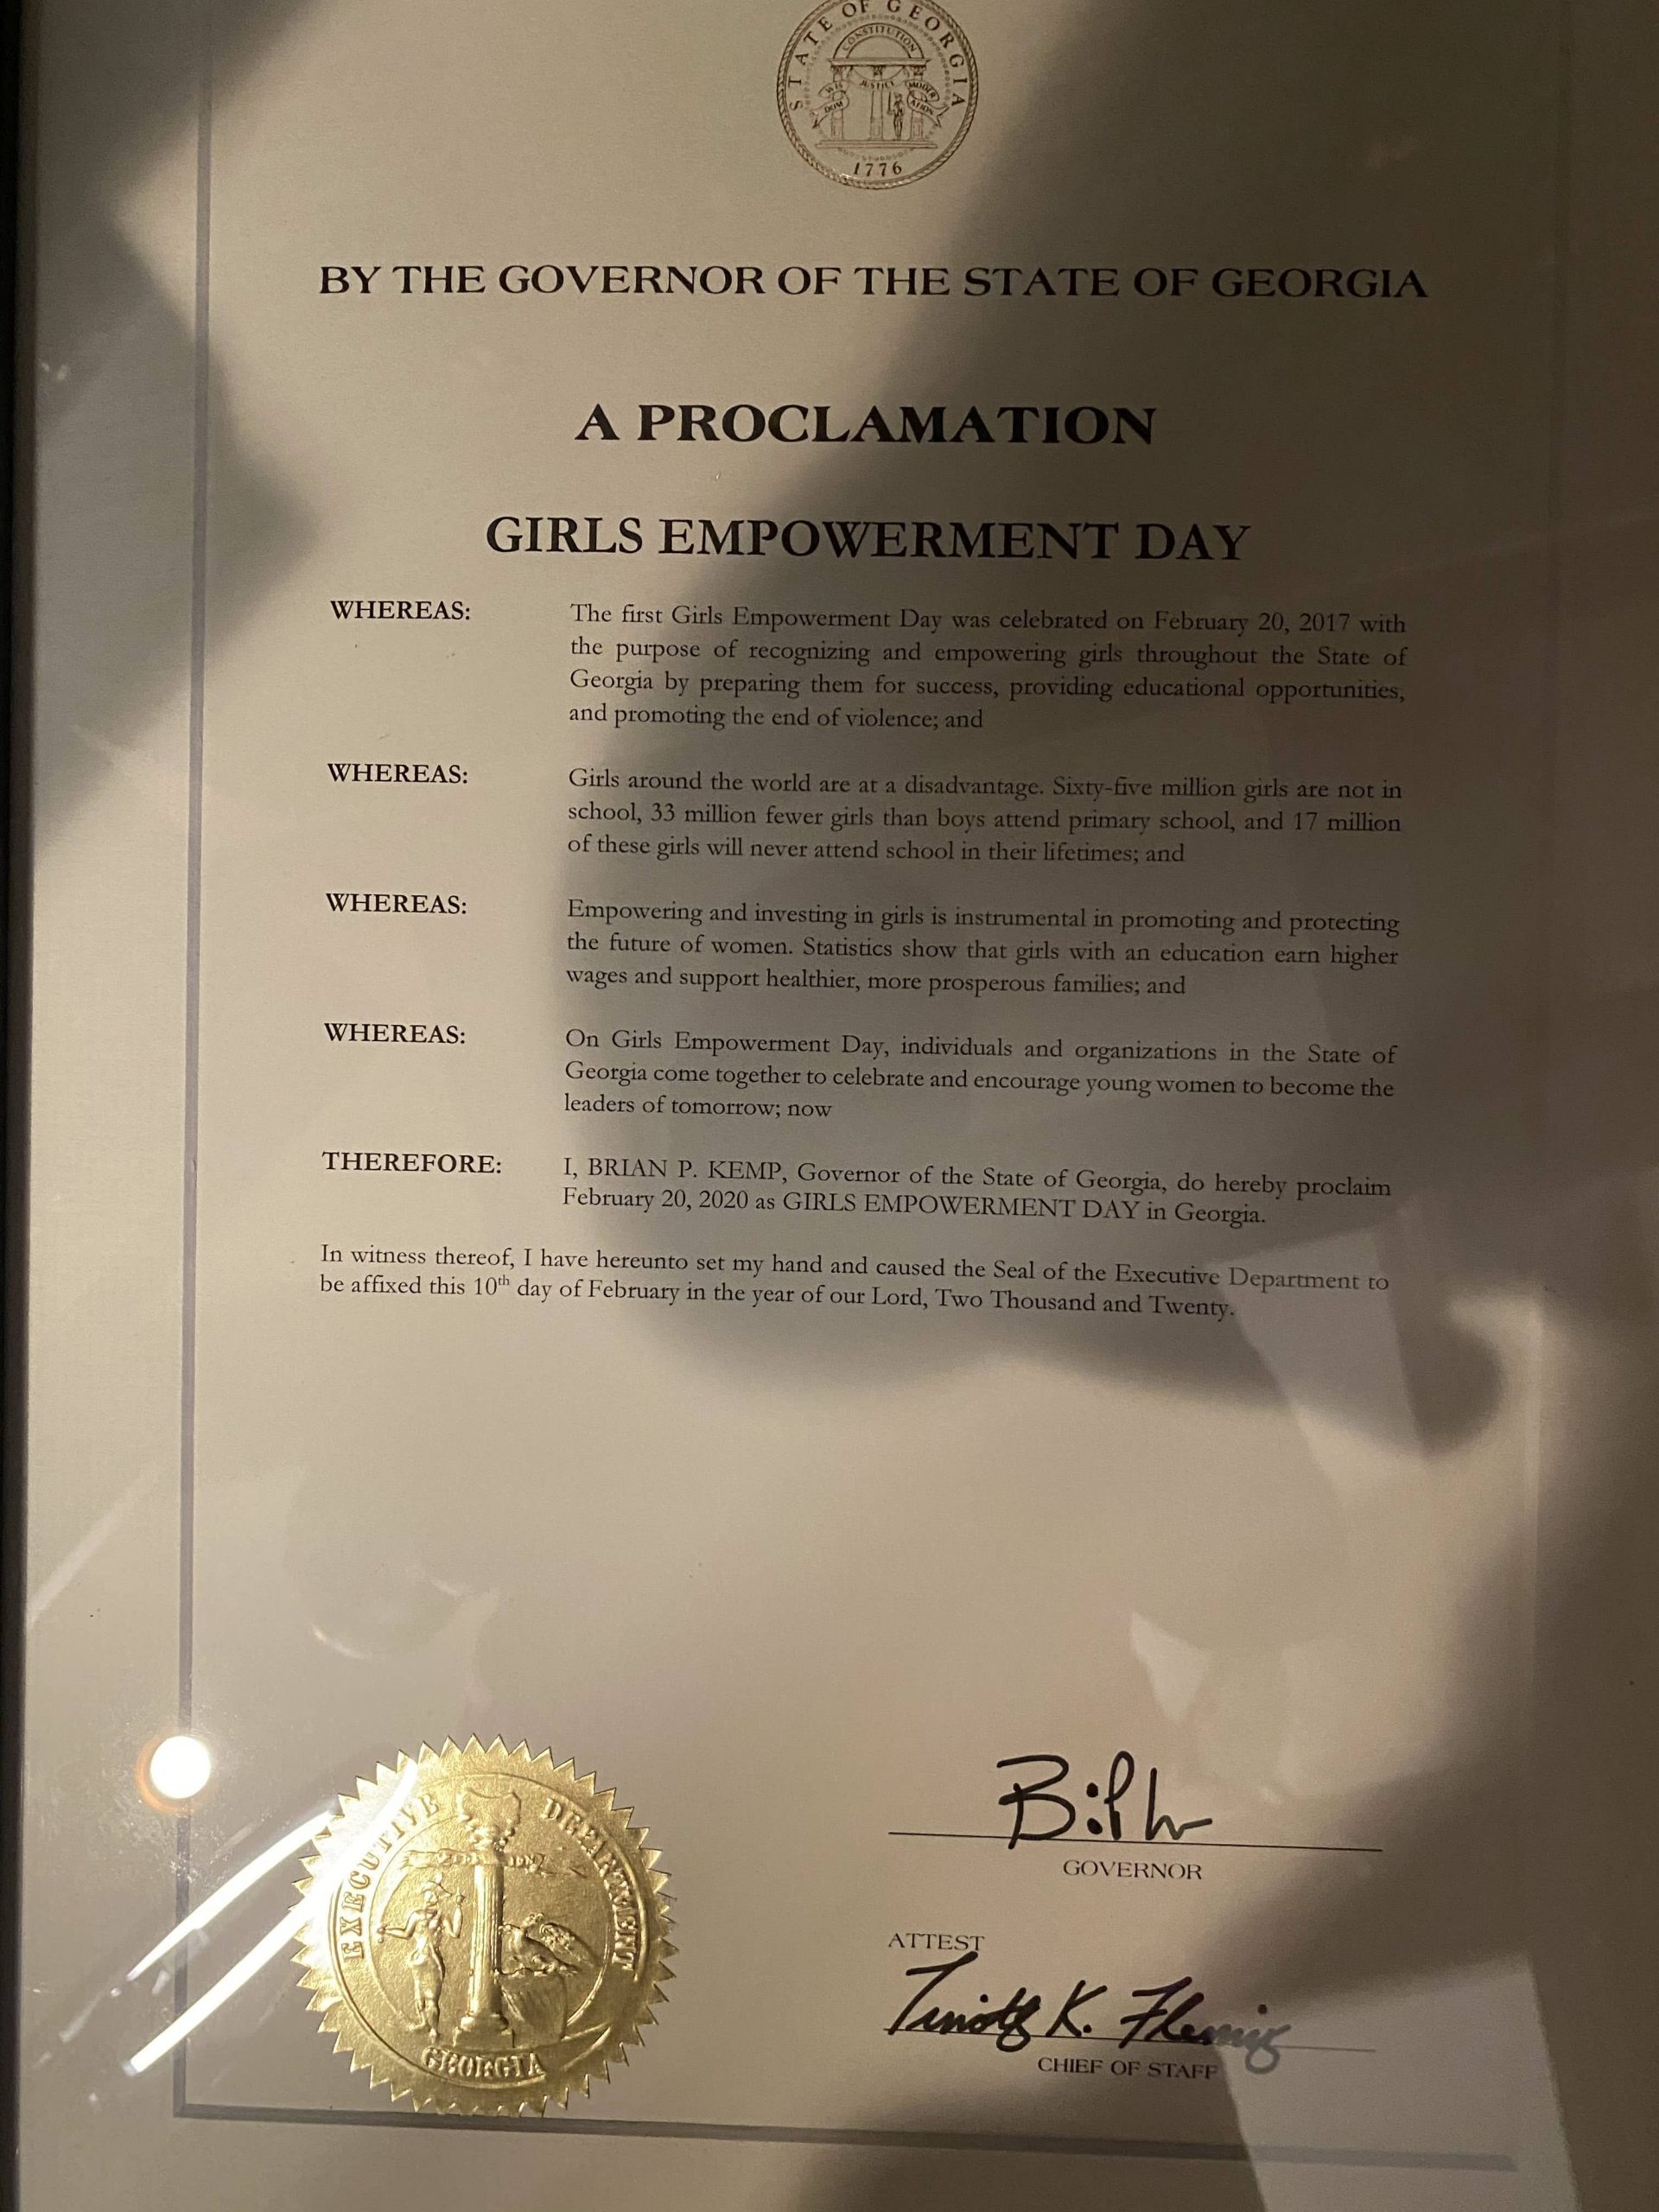 STATE OF GEORGIA
CONSTITUTION
WIS
DOM
JUSTICE
MODER
ATION
1776
BY THE GOVERNOR OF THE STATE OF GEORGIA
A PROCLAMATION
GIRLS EMPOWERMENT DAY
WHEREAS: The first Girls Empowerment Day was celebrated on February 20, 2017 with
the purpose of recognizing and empowering girls throughout the State of
Georgia by preparing them for success, providing educational opportunities,
and promoting the end of violence; and
WHEREAS: Girls around the world are at a disadvantage. Sixty-five million girls are not in
school, 33 million fewer girls than boys attend primary school, and 17 million
of these girls will never attend school in their lifetimes; and
WHEREAS: Empowering and investing in girls is instrumental in promoting and protecting
the future of women. Statistics show that girls with an education earn higher
wages and support healthier, more prosperous families; and
WHEREAS: On Girls Empowerment Day, individuals and organizations in the State of
Georgia come together to celebrate and encourage young women to become the
leaders of tomorrow; now
THEREFORE: I, BRIAN P. KEMP, Governor of the State of Georgia, do hereby proclaim
February 20, 2020 as GIRLS EMPOWERMENT DAY in Georgia.
In witness thereof, I have hereunto set my hand and caused the Seal of the Executive Department to
be affixed this 10th day of February in the year of our Lord, Two Thousand and Twenty.
GOVERNOR
ATTEST
Timothy K. Fleming
CHIEF OF STAFF
EXECUTIVE DEPARTMENT
GEORGIA